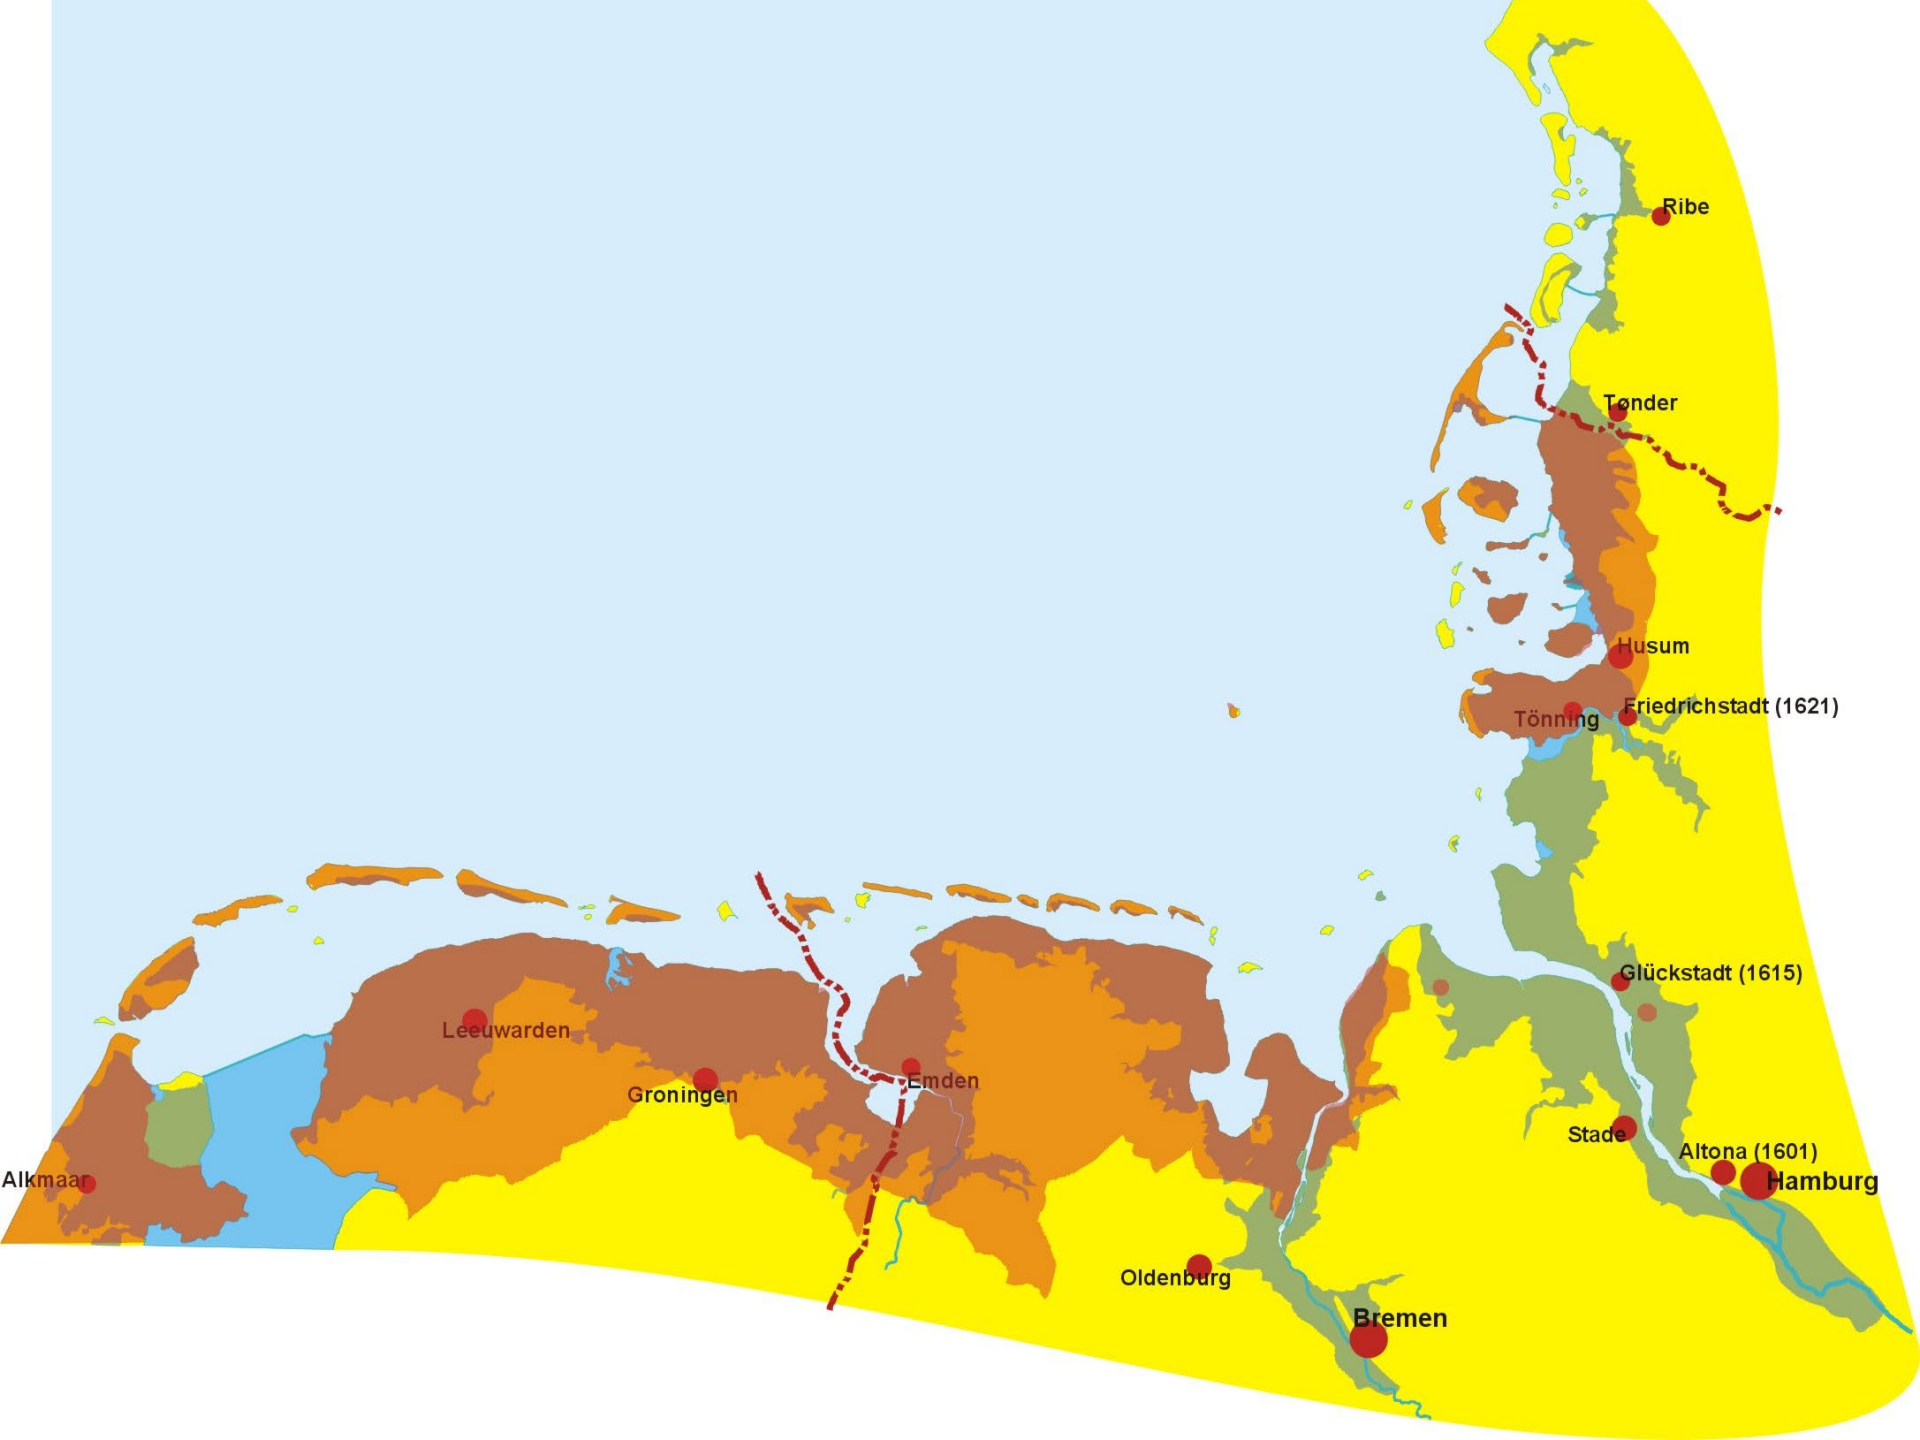 Ribe
Tønder
Husum
Friedrichstadt (1621)
Tönning
Glückstadt (1615)
Leeuwarden
Emden
Groningen
Stade
Altona (1601)
Alkmaar
Hamburg
Oldenburg
Bremen